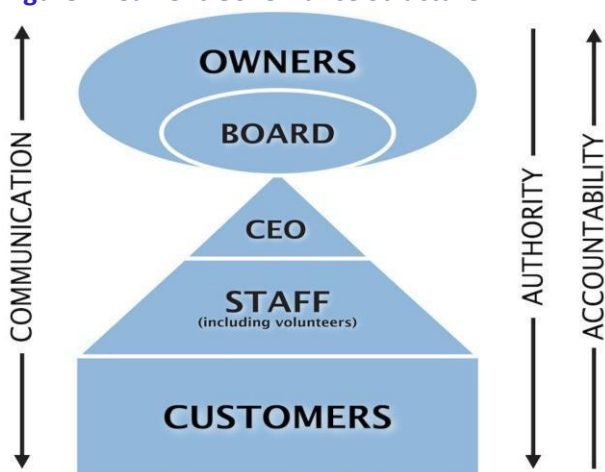 OWNERS
BOARD
CEO
STAFF
(including volunteers)
CUSTOMERS
COMMUNICATION
AUTHORITY
ACCOUNTABILITY